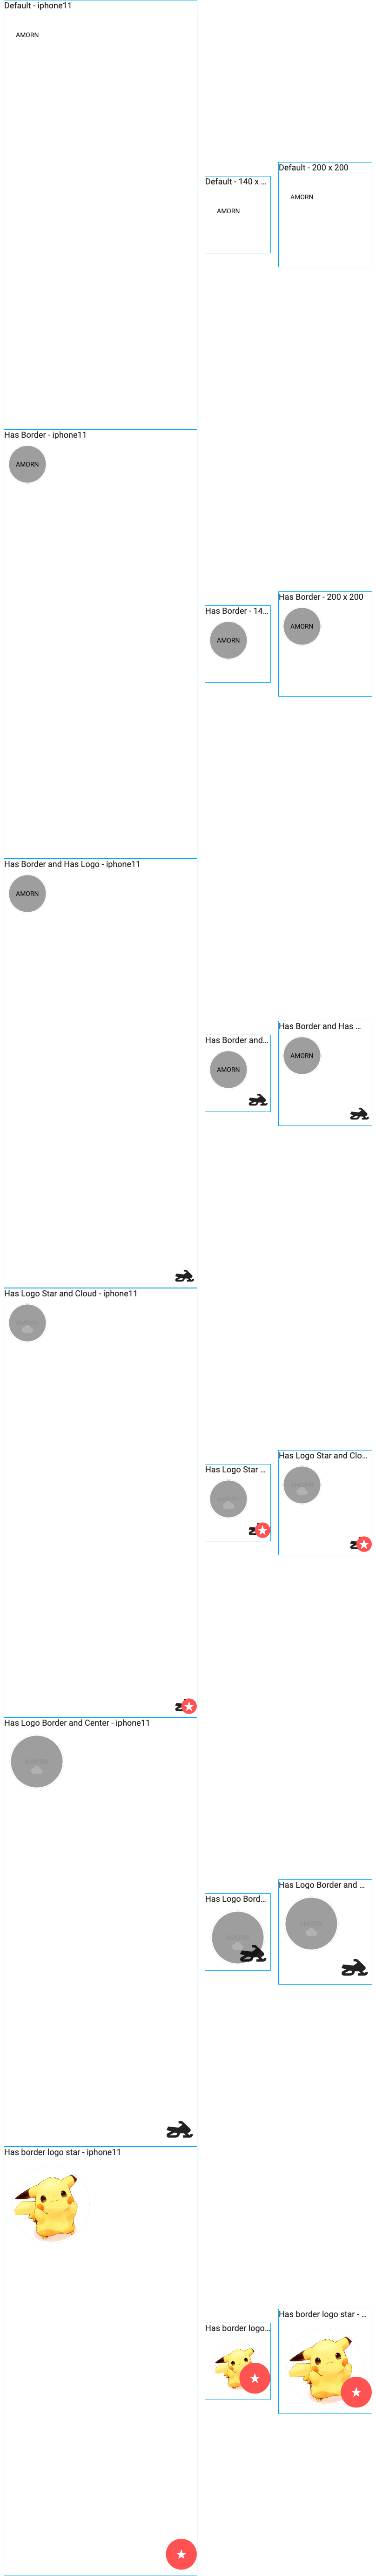 Default - iphone11
AMORN
Default - 140 x ...
AMORN
Default - 200 x 200
AMORN
Has Border - iphone11
AMORN
Has Border - 14...
AMORN
Has Border - 200 x 200
AMORN
Has Border and Has Logo - iphone11
AMORN
Has Border and...
AMORN
Has Border and Has ...
AMORN
Has Logo Star and Cloud - iphone11
Has Logo Star ...
Has Logo Star and Clo...
Has Logo Border and Center - iphone11
Has Logo Bord...
Has Logo Border and ...
Has border logo star - iphone11
Has border logo...
Has border logo star - ...